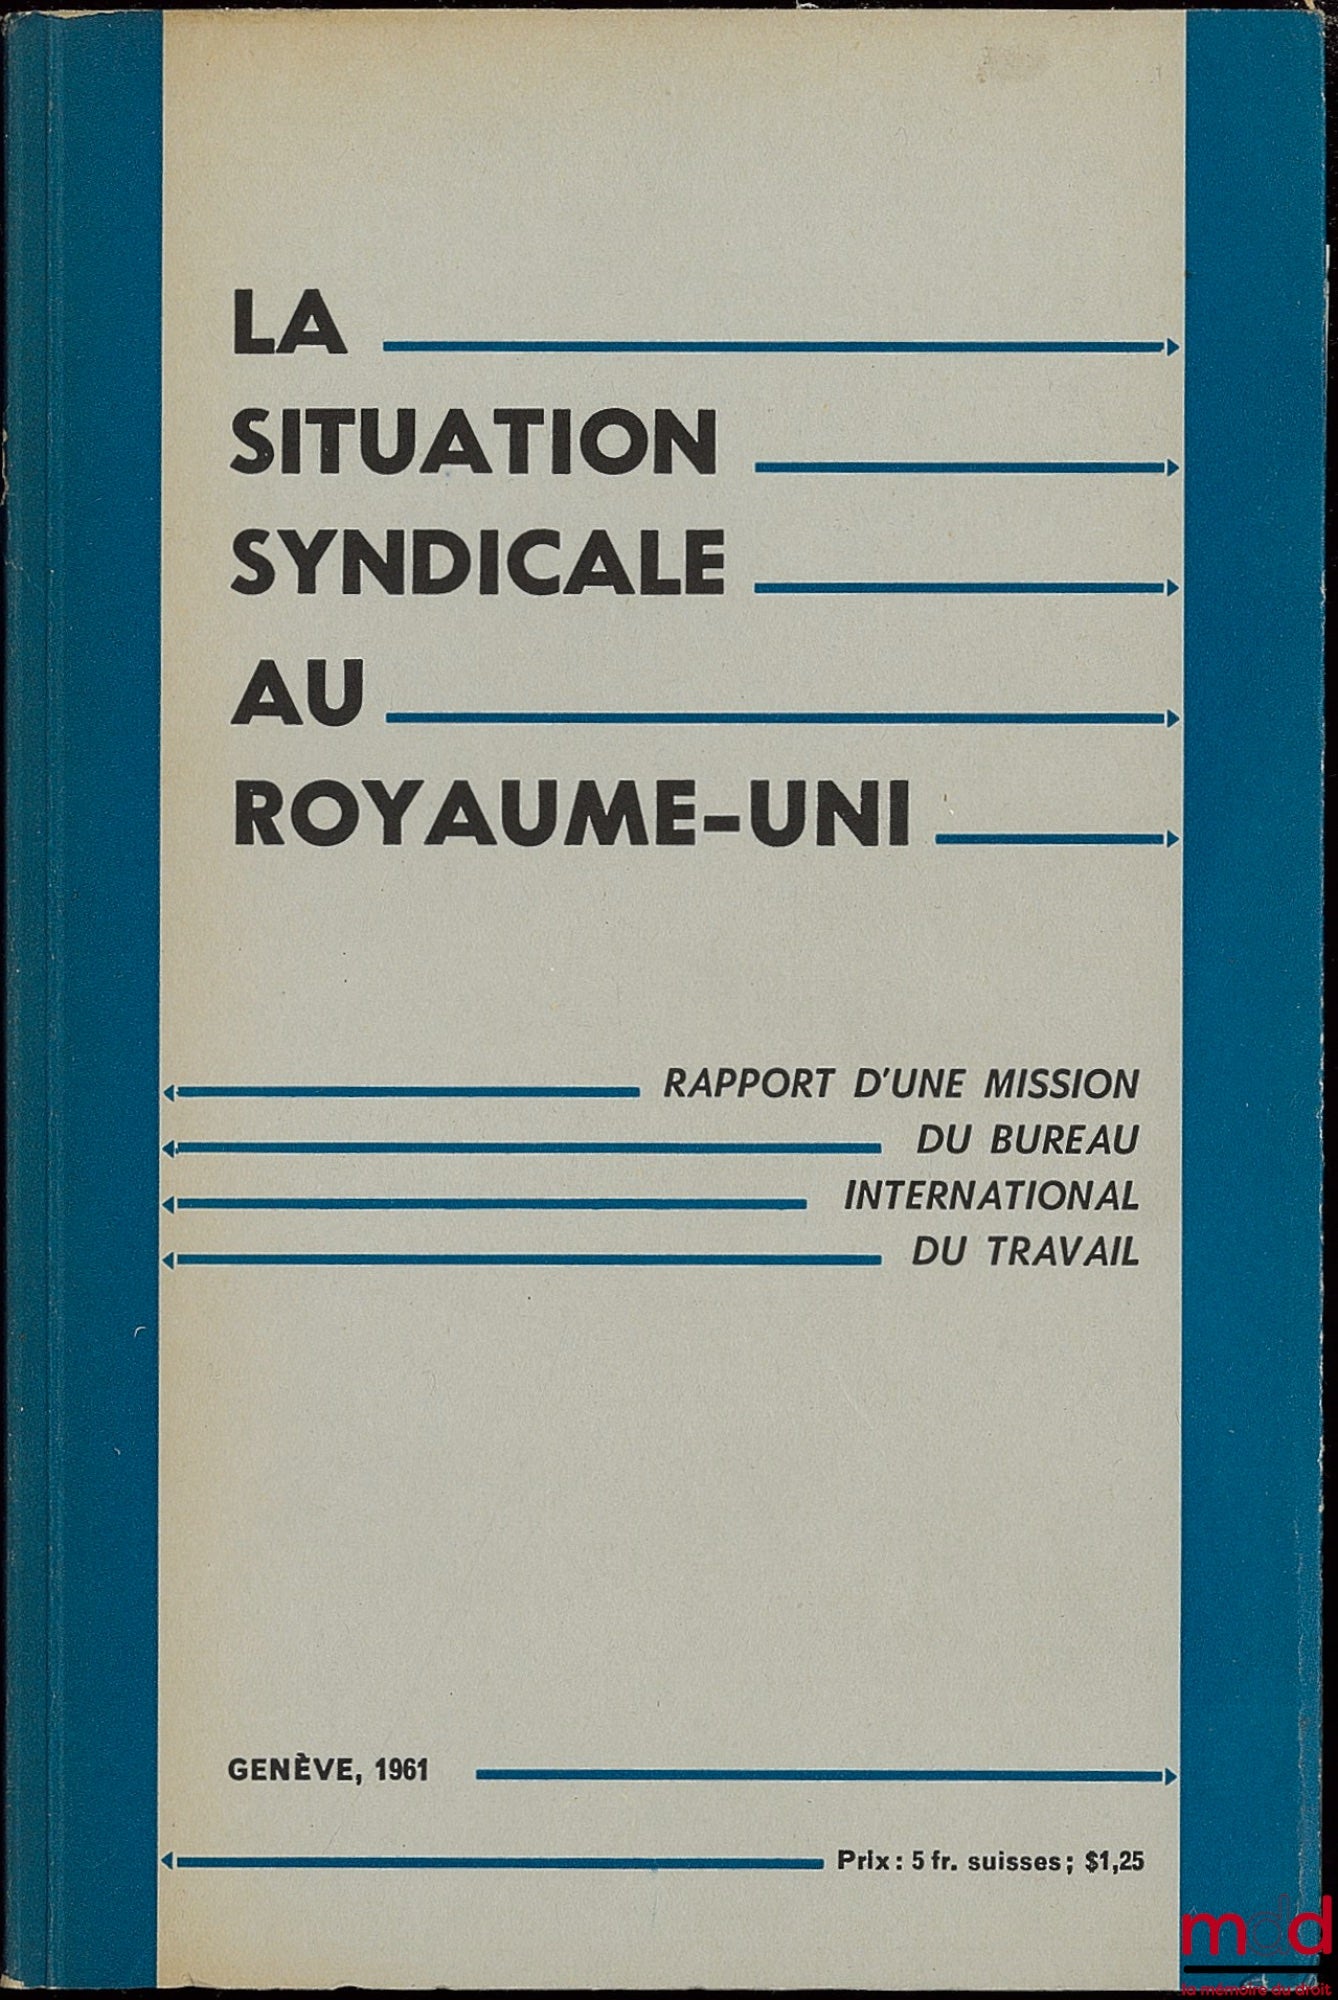 LA
SITUATION
SYNDICALE
AU
ROYAUME-UNI
RAPPORT D'UNE MISSION
DU BUREAU
INTERNATIONAL
DU TRAVAIL
GENÈVE, 1961
Prix : 5 fr. suisses ; $1,25
mdd
la mémoire du droit